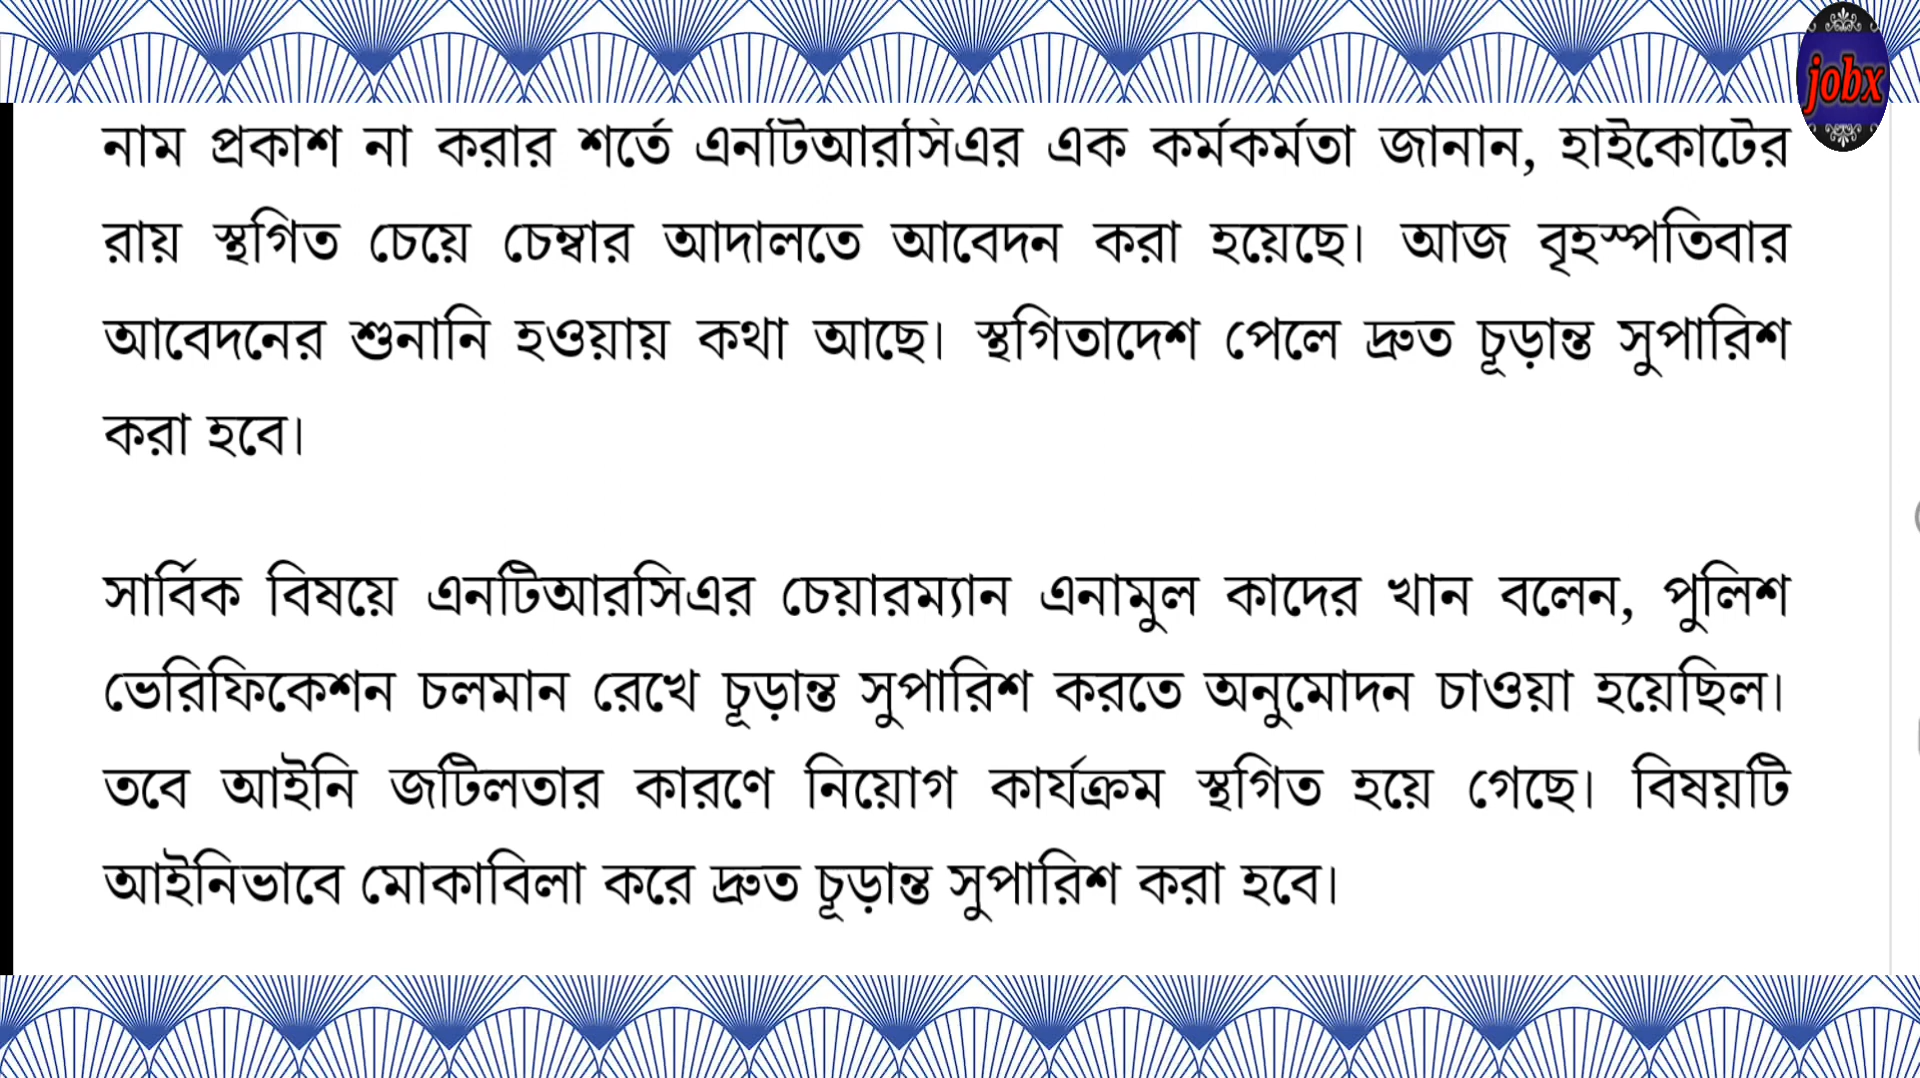 jobx
নাম প্রকাশ না করার শর্তে এনটিআরসিএর এক কর্মকর্মতা জানান, হাইকোটের
রায় স্থগিত চেয়ে চেম্বার আদালতে আবেদন করা হয়েছে। আজ বৃহস্পতিবার
আবেদনের শুনানি হওয়ায় কথা আছে। স্থগিতাদেশ পেলে দ্রুত চূড়ান্ত সুপারিশ
করা হবে।
সার্বিক বিষয়ে এনটিআরসিএর চেয়ারম্যান এনামুল কাদের খান বলেন, পুলিশ
ভেরিফিকেশন চলমান রেখে চূড়ান্ত সুপারিশ করতে অনুমোদন চাওয়া হয়েছিল।
তবে আইনি জটিলতার কারণে নিয়োগ কার্যক্রম স্থগিত হয়ে গেছে। বিষয়টি
আইনিভাবে মোকাবিলা করে দ্রুত চূড়ান্ত সুপারিশ করা হবে।